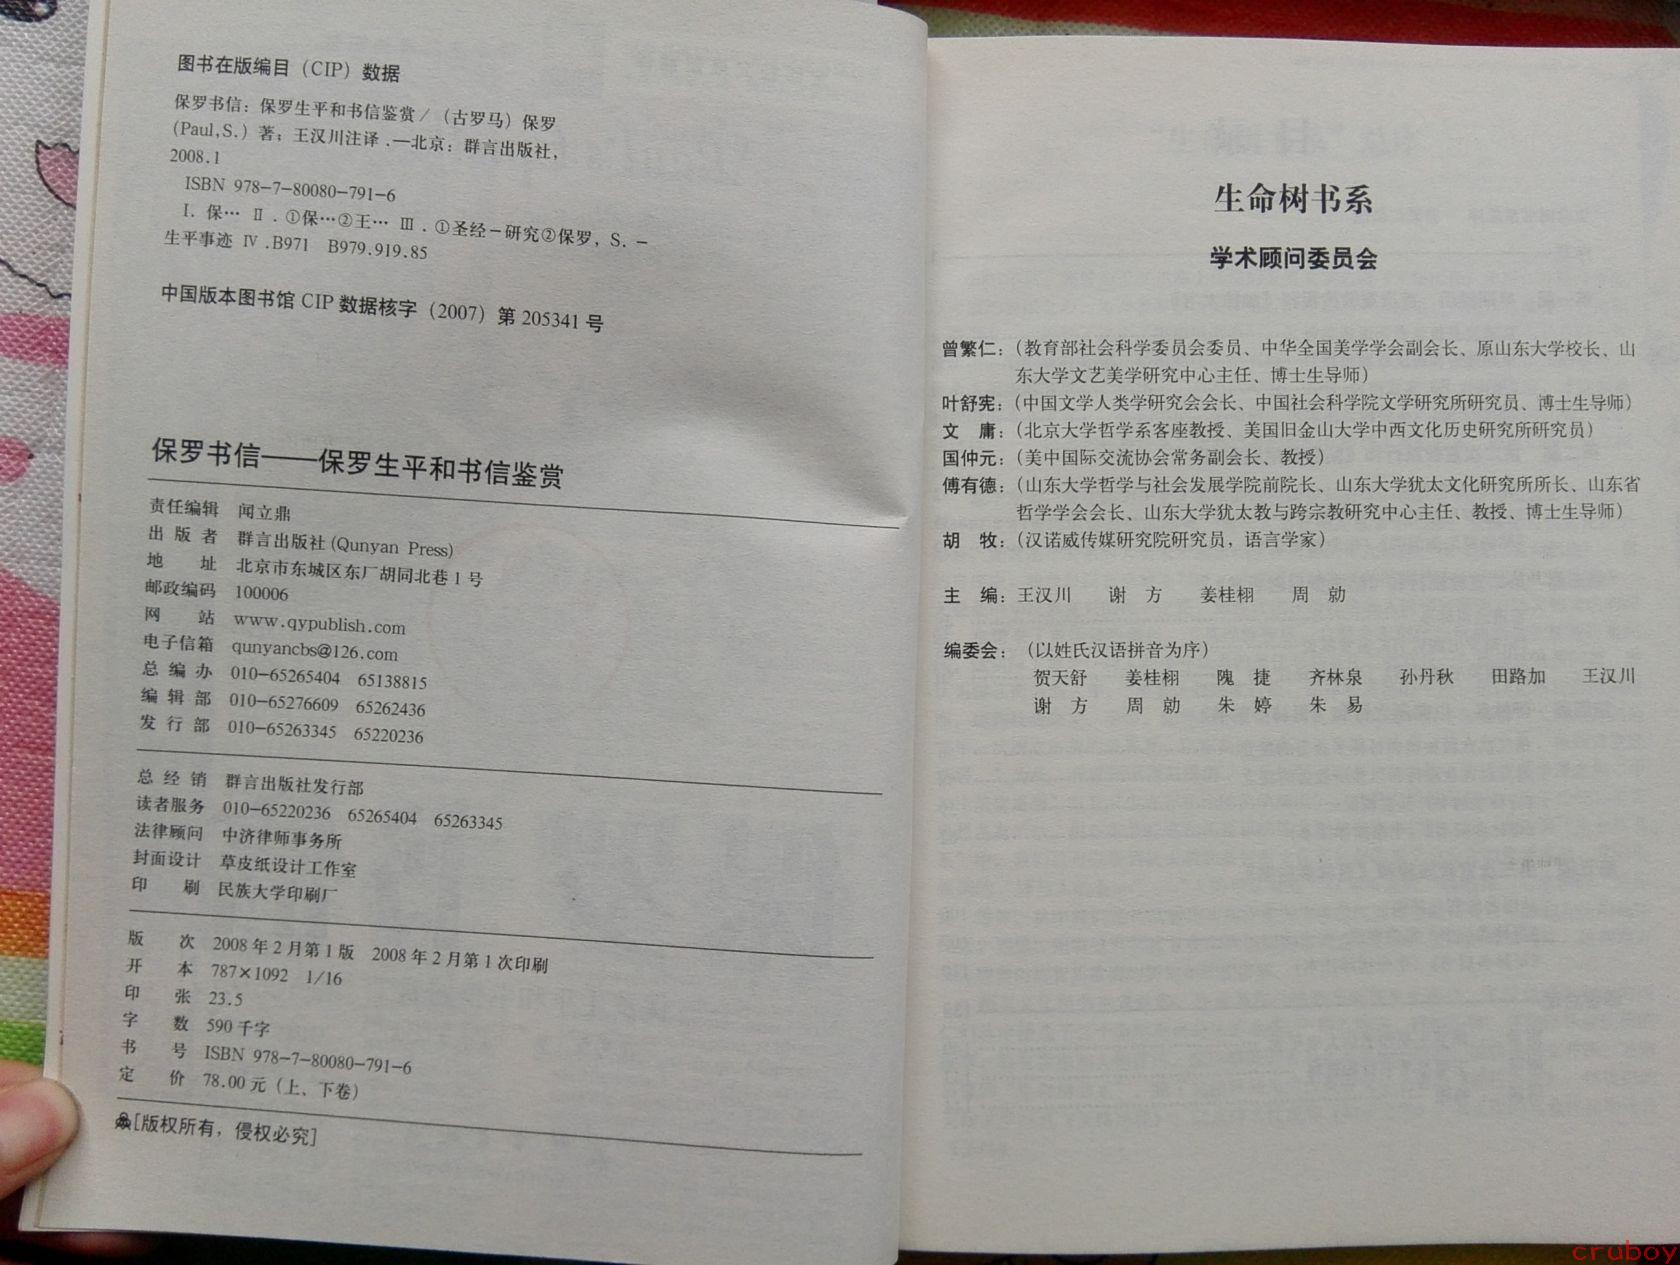 图书在版编目（CIP）数据
保罗书信：保罗生平和书信鉴赏／（古罗马）保罗
(Paul,S.）著；王汉川注译.—北京：群言出版社，
2008.1
ISBN 978-7-80080-791-6
Ⅰ. 保… Ⅱ.①保…②王… Ⅲ.①圣经－研究②保罗，S.－
生平事迹 Ⅳ.B971 B979.919.85
中国版本图书馆 CIP 数据核字（2007）第 205341 号
保罗书信——保罗生平和书信鉴赏
责任编辑 闻立鼎
出版者 群言出版社(Qunyan Press)
地 址 北京市东城区东厂胡同北巷 1 号
邮政编码 100006
网 站 www.qypublish.com
电子信箱 qunyancbs@126.com
总编办 010-65265404 65138815
编辑部 010-65276609 65262436
发行部 010-65263345 65220236
总经销 群言出版社发行部
读者服务 010-65220236 65265404 65263345
法律顾问 中济律师事务所
封面设计 草皮纸设计工作室
印 刷 民族大学印刷厂
版 次 2008 年 2 月第 1 版 2008 年 2 月第 1 次印刷
开 本 787×1092 1/16
印 张 23.5
字 数 590 千字
书 号 ISBN 978-7-80080-791-6
定 价 78.00 元（上、下卷）
[版权所有，侵权必究]
生命树书系
学术顾问委员会
曾繁仁：（教育部社会科学委员会委员、中华全国美学学会副会长、原山东大学校长、山
东大学文艺美学研究中心主任、博士生导师）
叶舒宪：（中国文学人类学研究会会长、中国社会科学院文学研究所研究员、博士生导师）
文 庸：（北京大学哲学系客座教授、美国旧金山大学中西文化历史研究所研究员）
国仲元：（美中国际交流协会常务副会长、教授）
傅有德：（山东大学哲学与社会发展学院前院长、山东大学犹太文化研究所所长、山东省
哲学学会会长、山东大学犹太教与跨宗教研究中心主任、教授、博士生导师）
胡 牧：（汉诺威传媒研究院研究员，语言学家）
主 编：王汉川 谢 方 姜桂栩 周 勍
编委会：（以姓氏汉语拼音为序）
贺天舒 姜桂栩 隗 捷 齐林泉 孙丹秋 田路加 王汉川
谢 方 周 勍 朱 婷 朱 易
cruboy